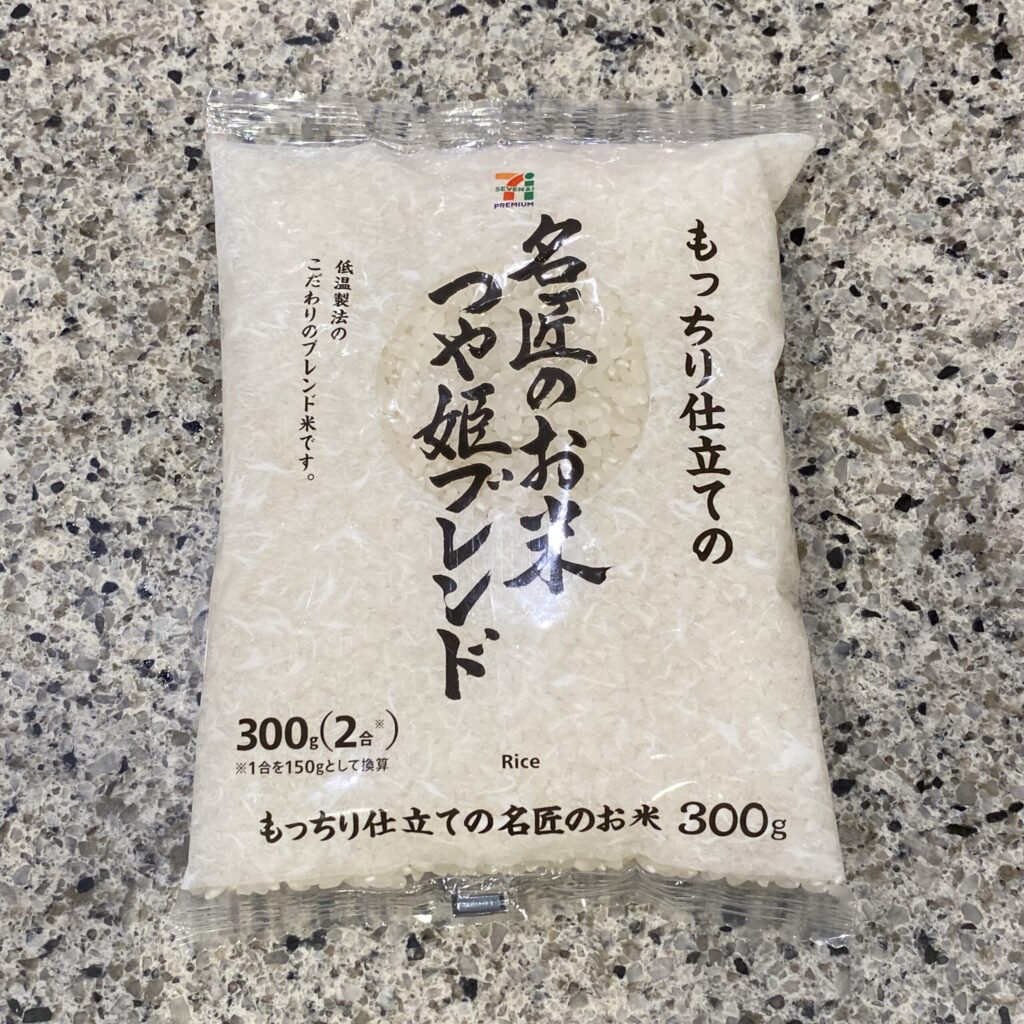 SEVEN&i
PREMIUM
もっちり仕立ての
名匠のお米
つや姫ブレンド
低温製法の
こだわりのブレンド米です。
300g(2合※)
※1合を150gとして換算
Rice
もっちり仕立ての名匠のお米 300g